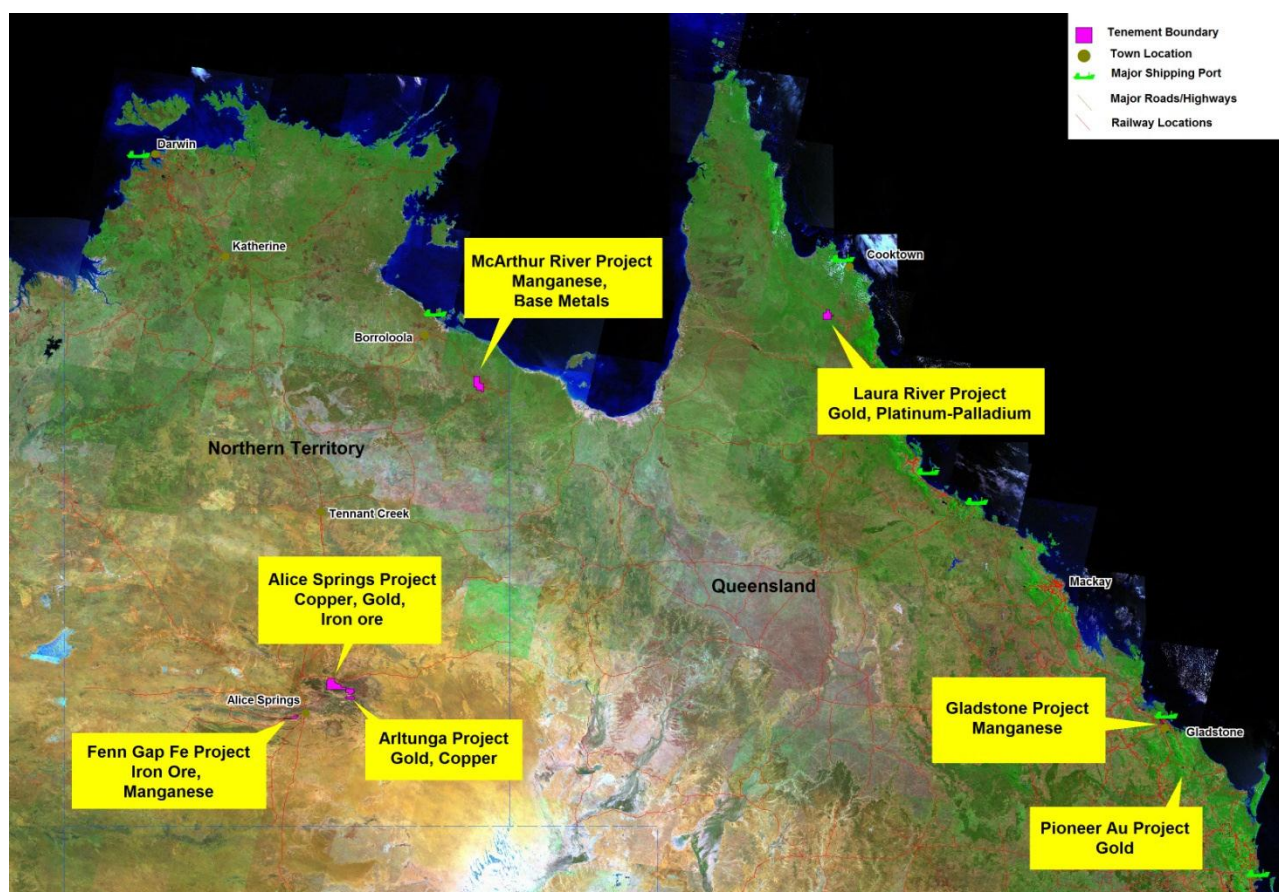 Tenement Boundary
Town Location
Major Shipping Port
Major Roads/Highways
Railway Locations
Darwin
Katherine
McArthur River Project
Manganese,
Base Metals
Cooktown
Borroloola
Laura River Project
Gold, Platinum-Palladium
Northern Territory
Tennant Creek
Alice Springs Project
Copper, Gold,
Iron ore
Queensland
Mackay
Alice Springs
Fenn Gap Fe Project
Iron Ore,
Manganese
Arltunga Project
Gold, Copper
Gladstone Project
Manganese
Gladstone
Pioneer Au Project
Gold